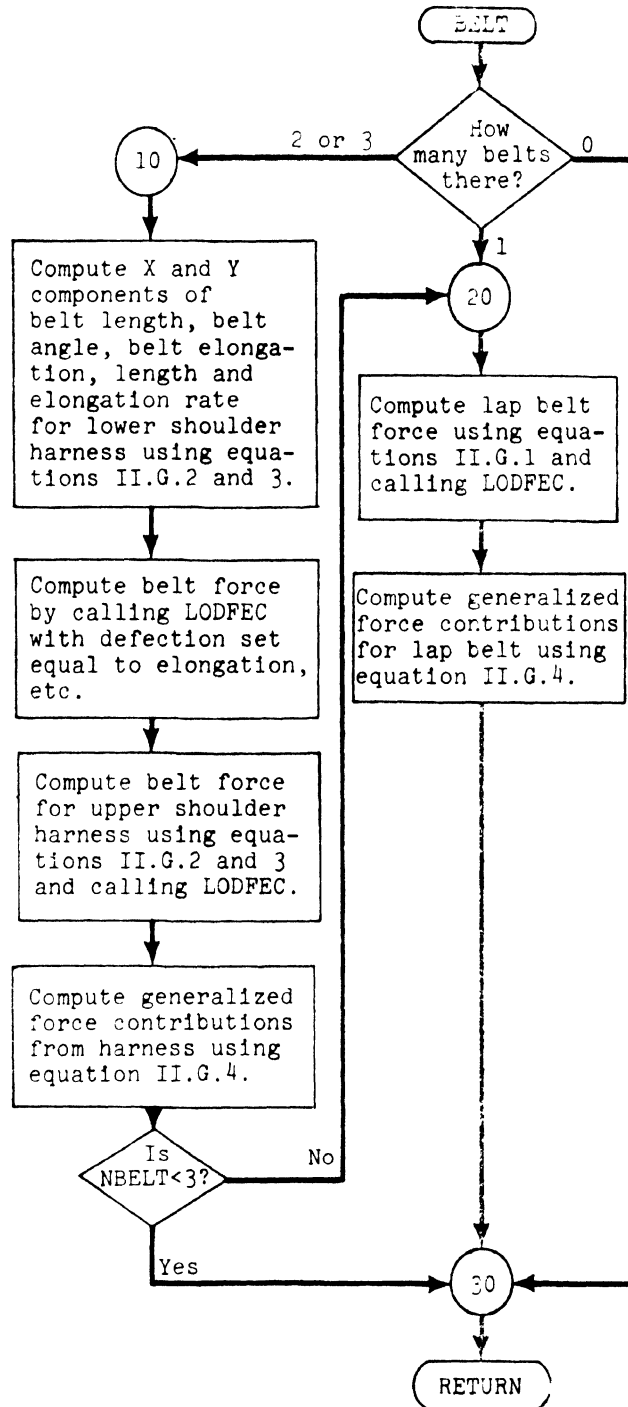 BELT
How
many belts
there?
2 or 3
0
1
10
Compute X and Y
components of
belt length, belt
angle, belt elonga-
tion, length and
elongation rate
for lower shoulder
harness using equa-
tions II.G.2 and 3.
Compute belt force
by calling LODFEC
with defection set
equal to elongation,
etc.
Compute belt force
for upper shoulder
harness using equa-
tions II.G.2 and 3
and calling LODFEC.
Compute generalized
force contributions
from harness using
equation II.G.4.
Is
NBELT<3?
No
Yes
20
Compute lap belt
force using equa-
tions II.G.1 and
calling LODFEC.
Compute generalized
force contributions
for lap belt using
equation II.G.4.
30
RETURN